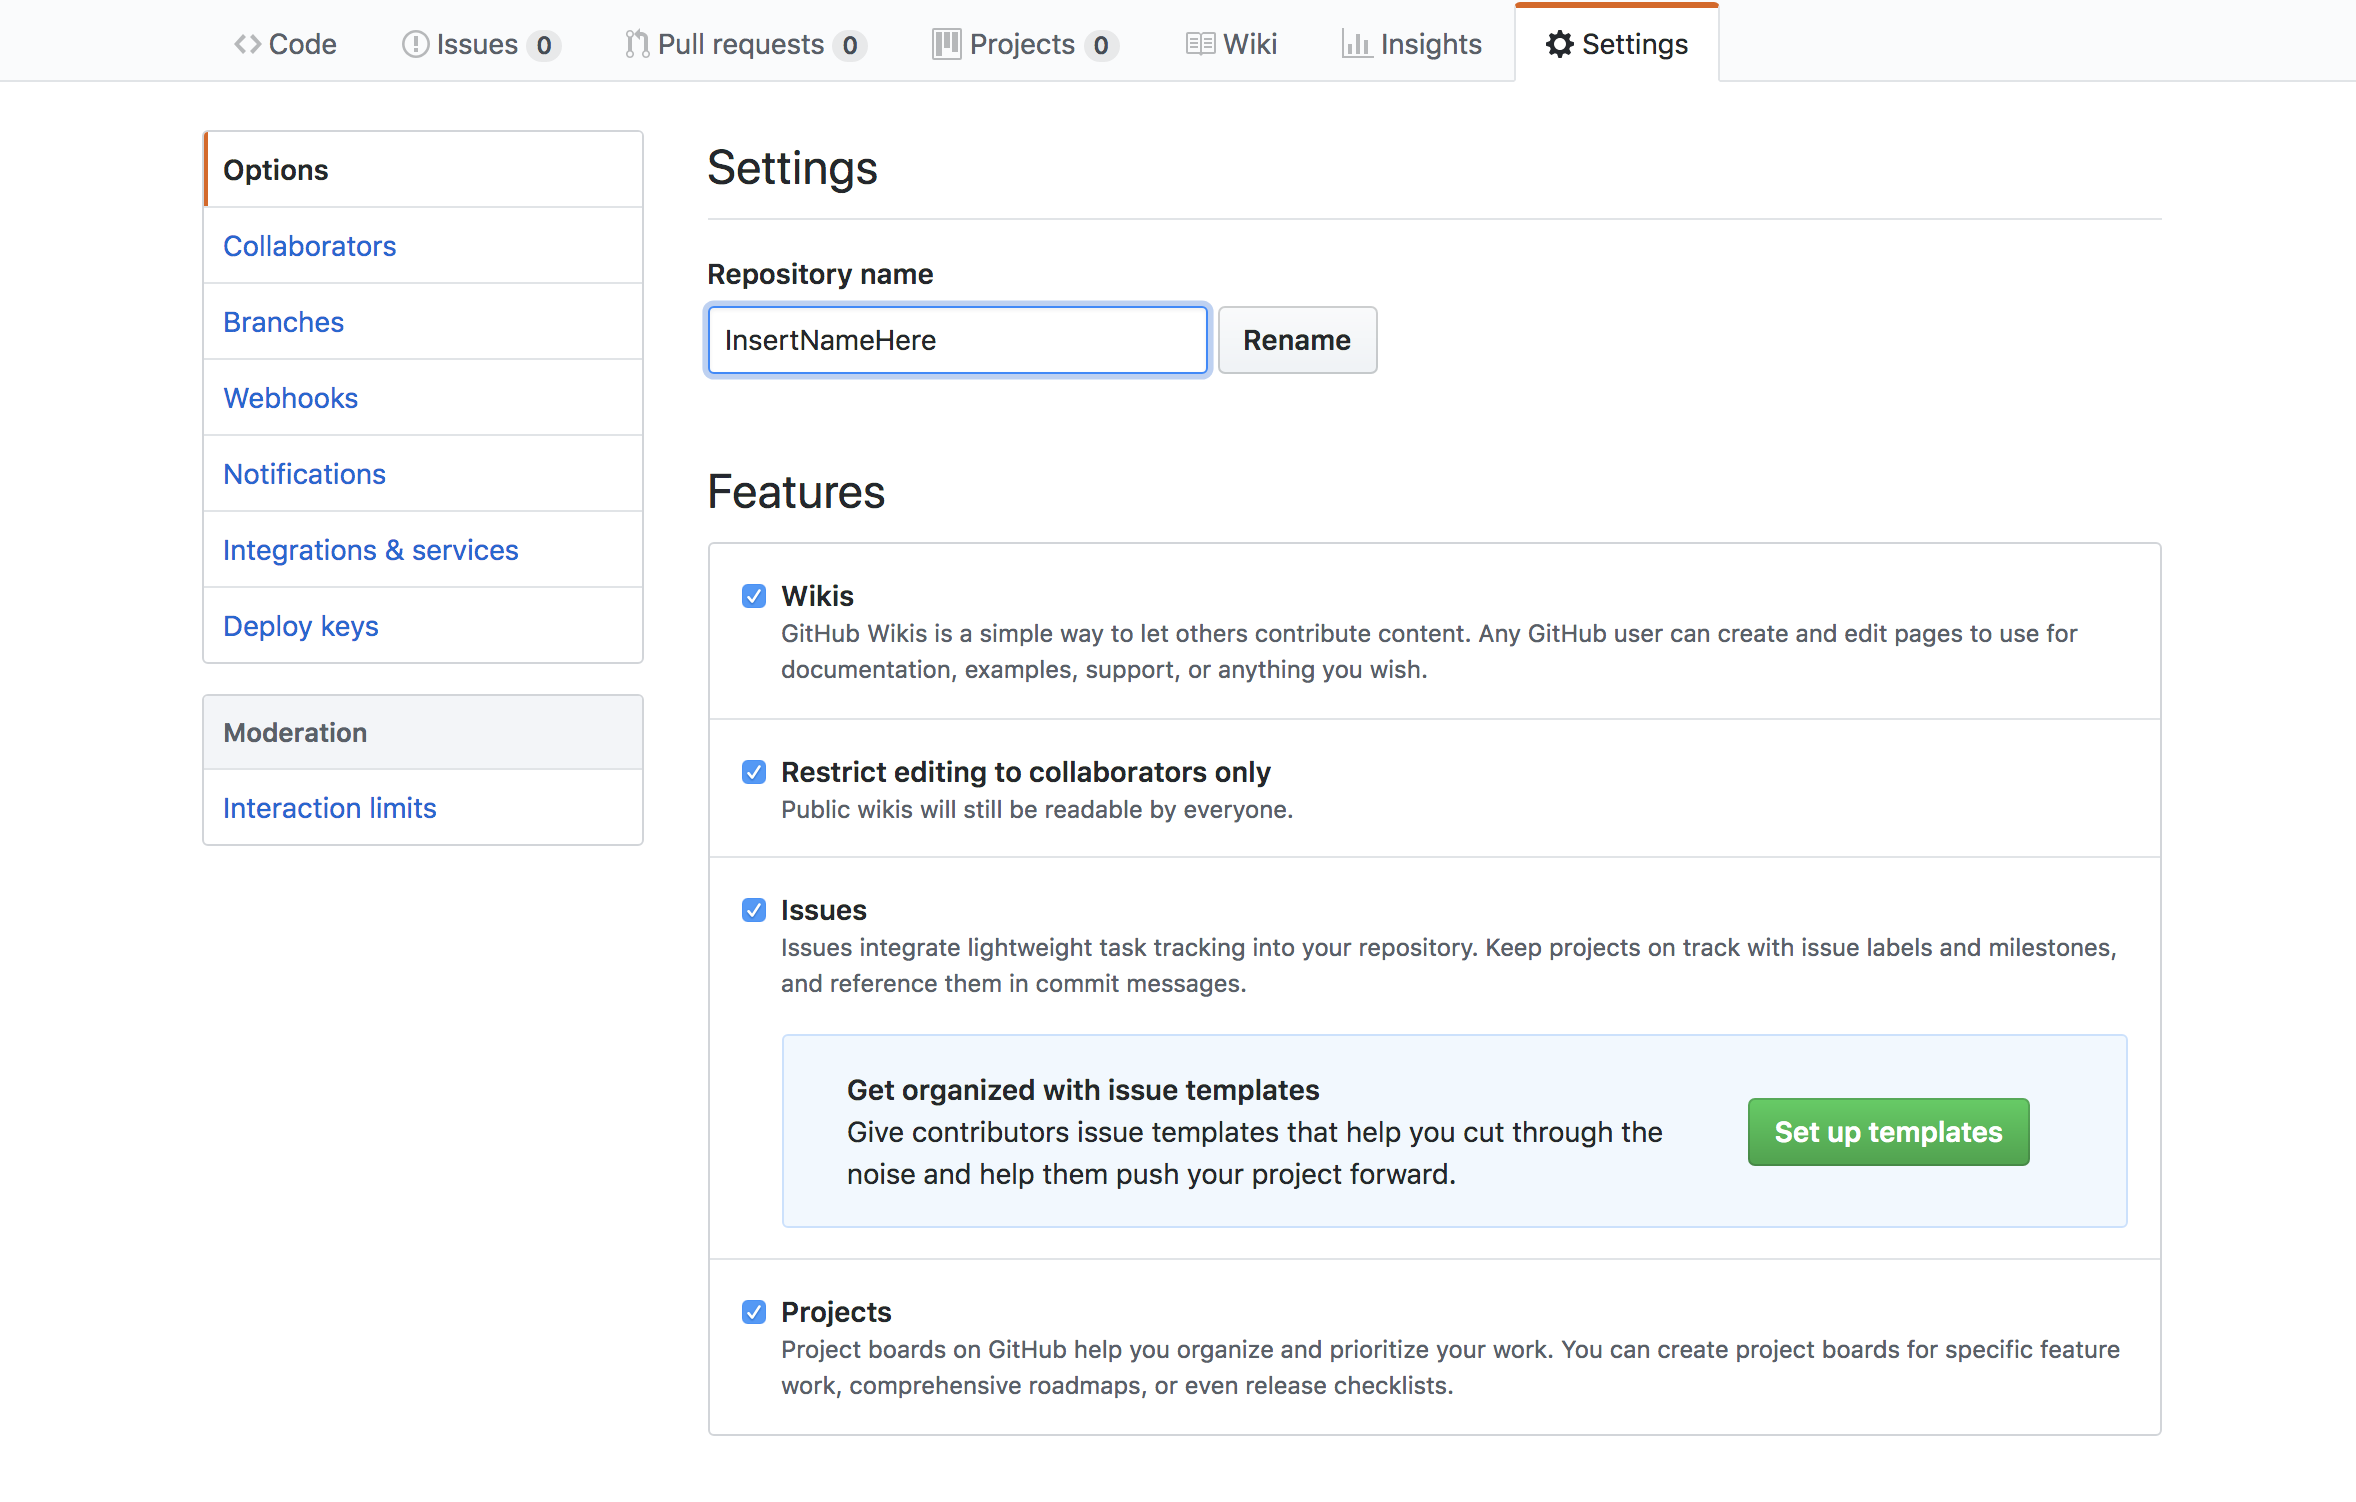 Code Issues 0 Pull requests 0 Projects 0 Wiki Insights Settings
Options
Collaborators
Branches
Webhooks
Notifications
Integrations & services
Deploy keys
Moderation
Interaction limits
Settings
Repository name
InsertNameHere Rename
Features
Wikis
GitHub Wikis is a simple way to let others contribute content. Any GitHub user can create and edit pages to use for
documentation, examples, support, or anything you wish.
Restrict editing to collaborators only
Public wikis will still be readable by everyone.
Issues
Issues integrate lightweight task tracking into your repository. Keep projects on track with issue labels and milestones,
and reference them in commit messages.
Get organized with issue templates
Give contributors issue templates that help you cut through the
noise and help them push your project forward.
Set up templates
Projects
Project boards on GitHub help you organize and prioritize your work. You can create project boards for specific feature
work, comprehensive roadmaps, or even release checklists.